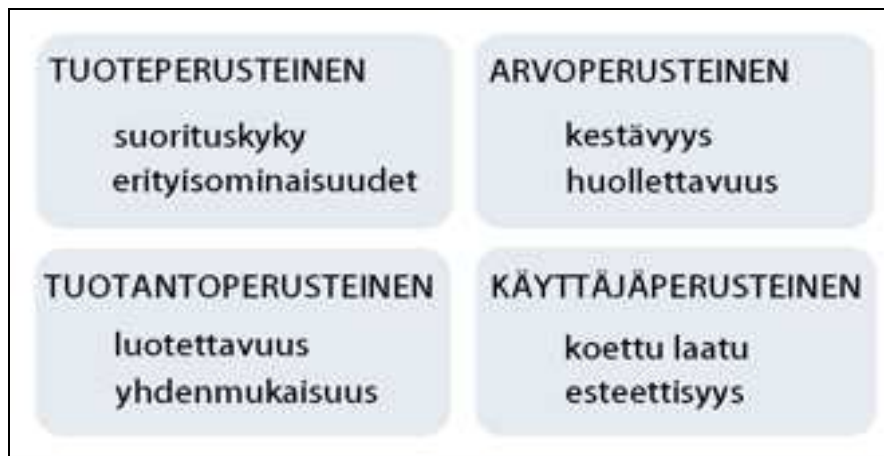 TUOTEPERUSTEINEN
suorituskyky
erityisominaisuudet
ARVOPERUSTEINEN
kestävyys
huollettavuus
TUOTANTOPERUSTEINEN
luotettavuus
yhdenmukaisuus
KÄYTTÄJÄPERUSTEINEN
koettu laatu
esteettisyys